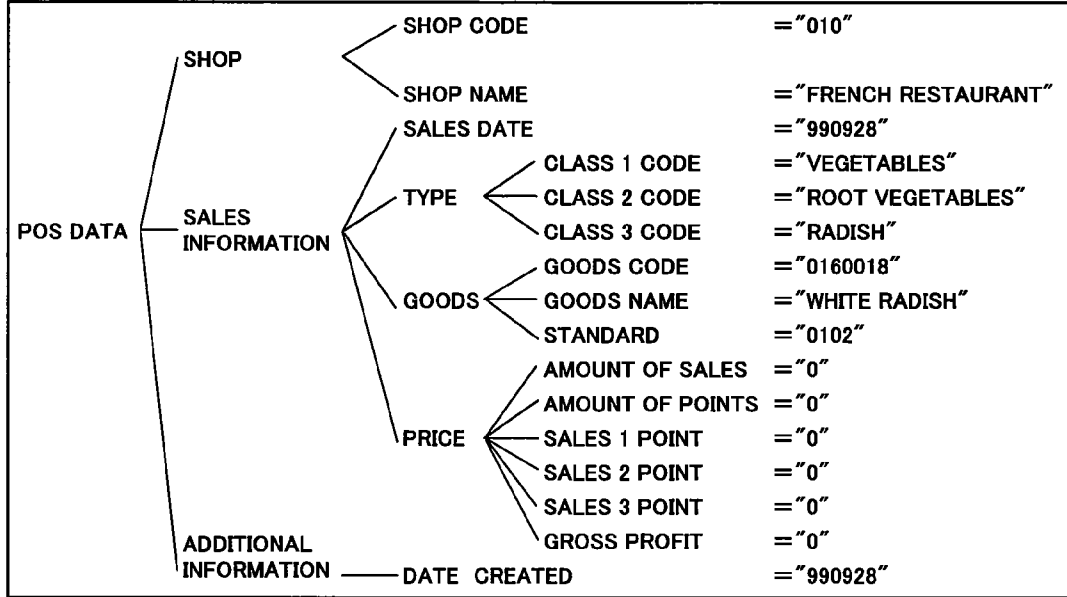 SHOP CODE ="010"
SHOP
SHOP NAME ="FRENCH RESTAURANT"
SALES DATE ="990928"
CLASS 1 CODE ="VEGETABLES"
TYPE CLASS 2 CODE ="ROOT VEGETABLES"
POS DATA SALES
INFORMATION
CLASS 3 CODE ="RADISH"
GOODS CODE ="0160018"
GOODS GOODS NAME ="WHITE RADISH"
STANDARD ="0102"
AMOUNT OF SALES ="0"
AMOUNT OF POINTS ="0"
PRICE SALES 1 POINT ="0"
SALES 2 POINT ="0"
SALES 3 POINT ="0"
GROSS PROFIT ="0"
ADDITIONAL
INFORMATION DATE CREATED ="990928"